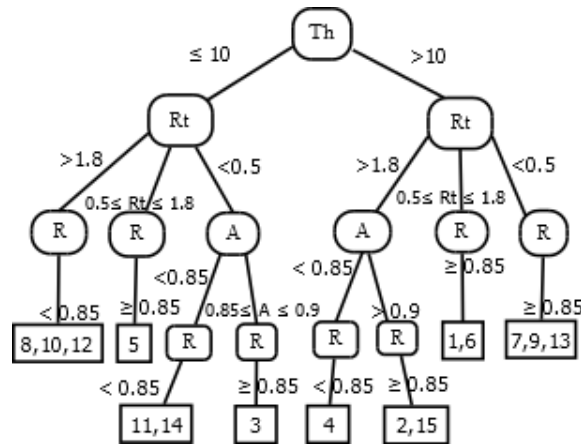 Th
≤ 10
>10
Rt
Rt
>1.8
<0.5
>1.8
<0.5
0.5≤ Rt ≤ 1.8
0.5≤ Rt ≤ 1.8
R
R
A
A
R
R
<0.85
< 0.85
≥ 0.85
< 0.85
≥ 0.85
0.85≤ A ≤ 0.9
> 0.9
≥ 0.85
8,10,12
5
R
R
R
R
1,6
7,9,13
< 0.85
≥ 0.85
< 0.85
≥ 0.85
11,14
3
4
2,15